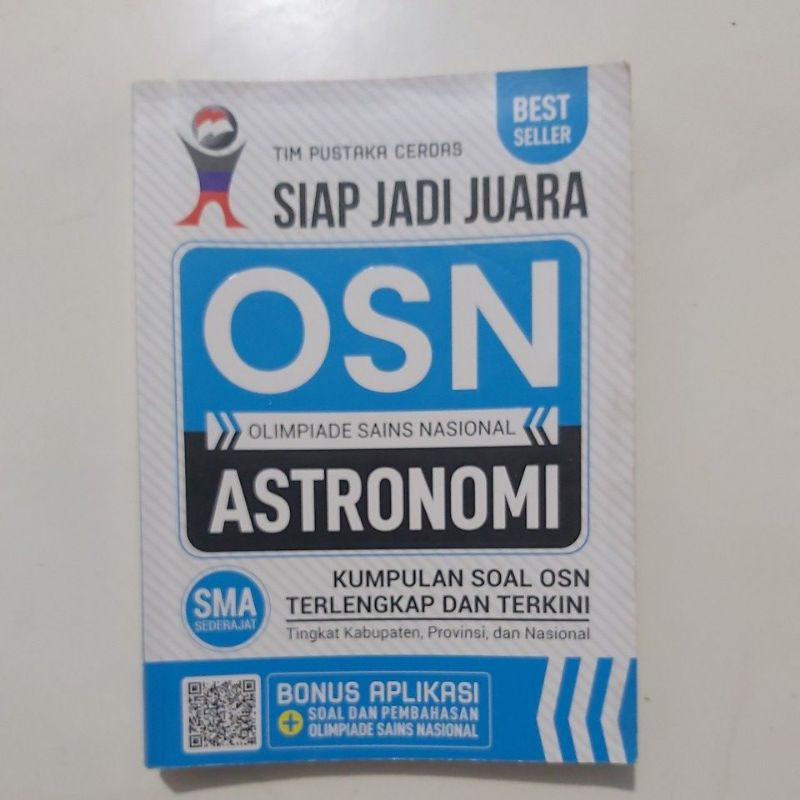 BEST
SELLER
TIM PUSTAKA CERDAS
SIAP JADI JUARA
OSN
OLIMPIADE SAINS NASIONAL
ASTRONOMI
SMA
SEDERAJAT
KUMPULAN SOAL OSN
TERLENGKAP DAN TERKINI
Tingkat Kabupaten, Provinsi, dan Nasional
BONUS APLIKASI
+ SOAL DAN PEMBAHASAN
OLIMPIADE SAINS NASIONAL